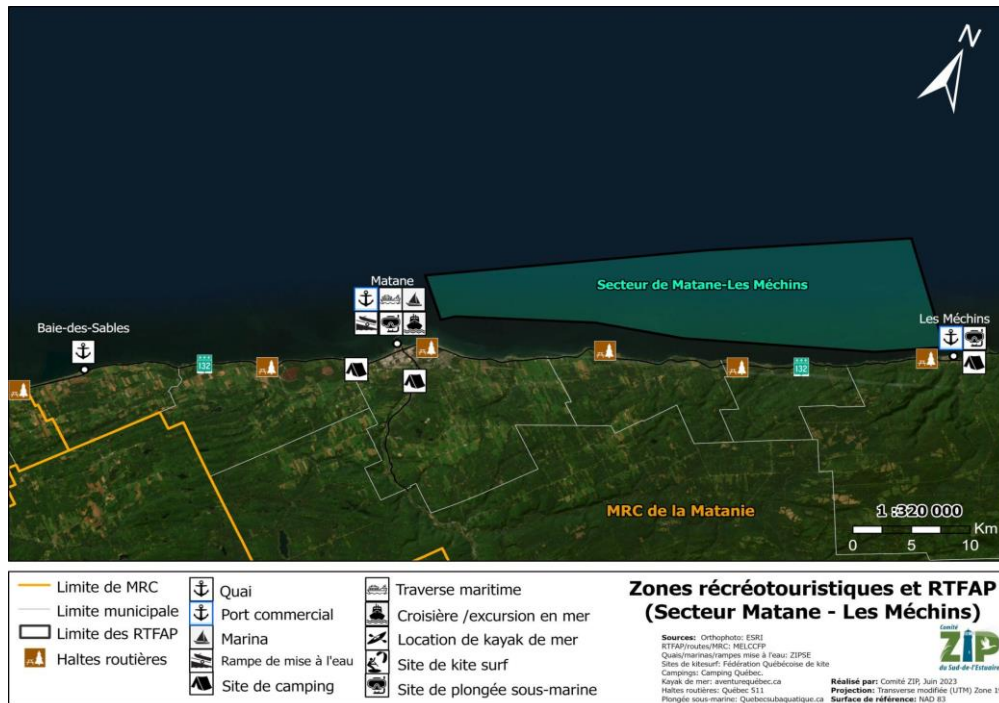 N
Matane
Secteur de Matane-Les Méchins
Baie-des-Sables
Les Méchins
132
132
MRC de la Matanie
1 :320 000
Km
0 5 10
Limite de MRC
Limite municipale
Limite des RTFAP
Haltes routières
Quai
Port commercial
Marina
Rampe de mise à l'eau
Site de camping
Traverse maritime
Croisière /excursion en mer
Location de kayak de mer
Site de kite surf
Site de plongée sous-marine
Zones récréotouristiques et RTFAP
(Secteur Matane - Les Méchins)
Sources: Orthophoto: ESRI
RTFAP/routes/MRC: MELCCFP
Quais/marinas/rampes mise à l'eau: ZIPSE
Sites de kitesurf: Fédération Québécoise de kite
Campings: Camping Québec.
Kayak de mer: aventurequébec.ca
Haltes routières: Québec 511
Plongée sous-marine: Quebecsubaquatique.ca
Comité
ZIP
du Sud-de-l'Estuaire
Réalisé par: Comité ZIP, Juin 2023
Projection: Transverse modifiée (UTM) Zone 19
Surface de référence: NAD 83